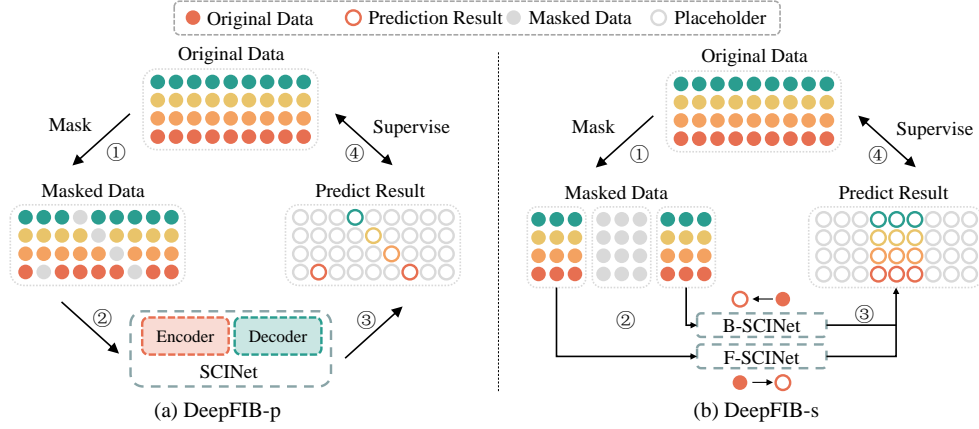 Original Data Prediction Result Masked Data Placeholder
Original Data
Mask
①
Supervise
④
Masked Data
Predict Result
②
③
Encoder
Decoder
SCINet
(a) DeepFIB-p
Original Data
Mask
①
Supervise
④
Masked Data
Predict Result
②
③
B-SCINet
F-SCINet
(b) DeepFIB-s